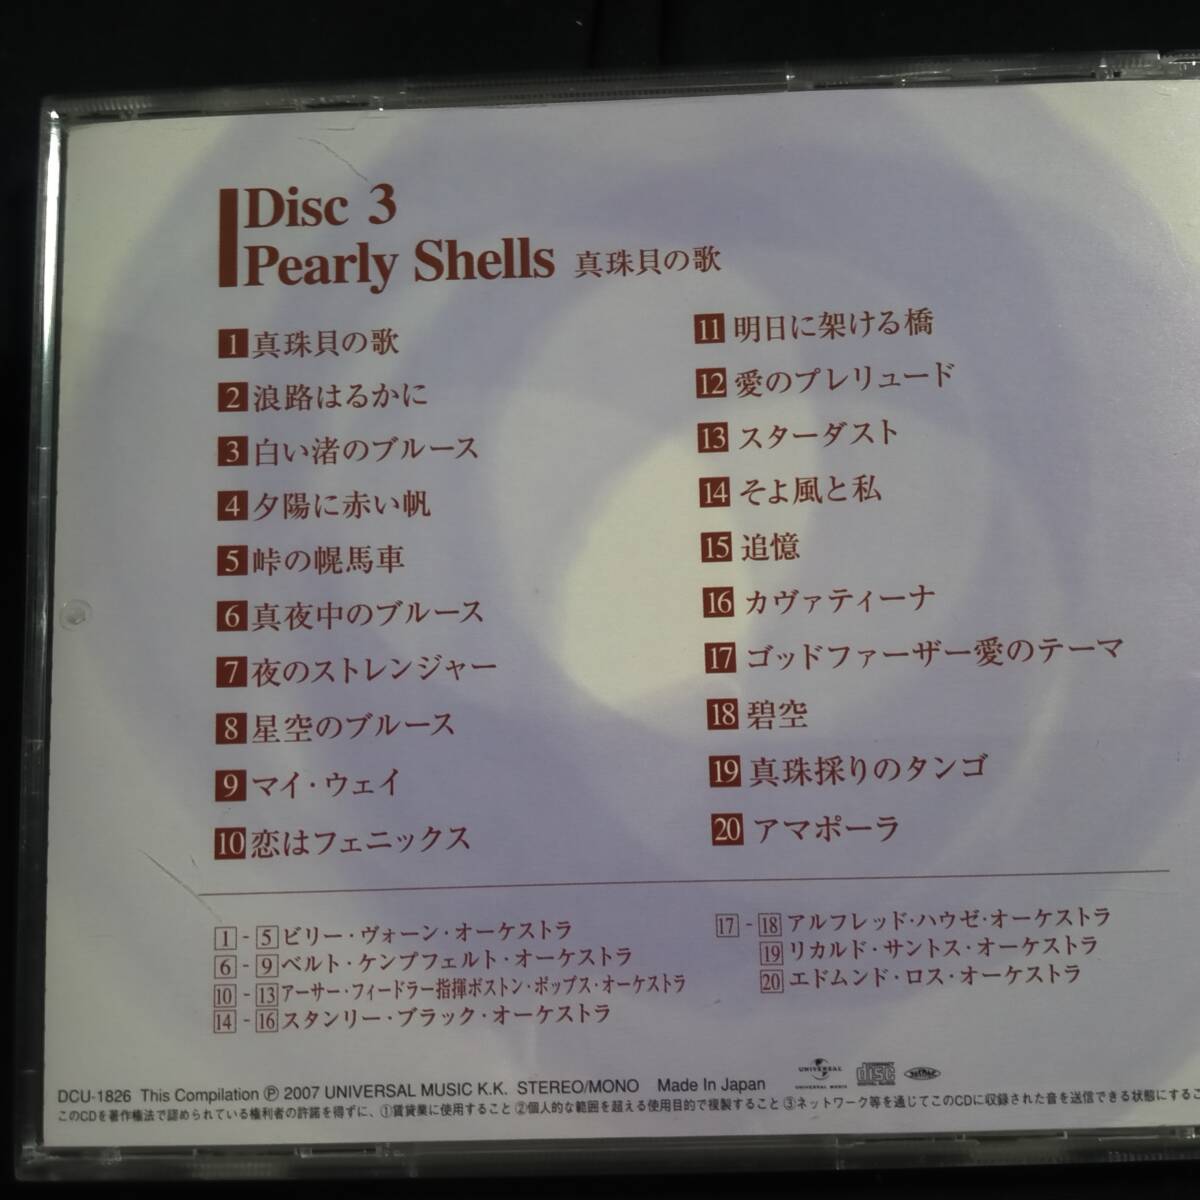 Disc 3
Pearly Shells 真珠貝の歌
1 真珠貝の歌
2 浪路はるかに
3 白い渚のブルース
4 夕陽に赤い帆
5 峠の幌馬車
6 真夜中のブルース
7 夜のストレンジャー
8 星空のブルース
9 マイ・ウェイ
10 恋はフェニックス
11 明日に架ける橋
12 愛のプレリュード
13 スターダスト
14 そよ風と私
15 追憶
16 カヴァティーナ
17 ゴッドファーザー愛のテーマ
18 碧空
19 真珠採りのタンゴ
20 アマポーラ
1 - 5 ビリー・ヴォーン・オーケストラ
6 - 9 ベルト・ケンプフェルト・オーケストラ
10 - 13 アーサー・フィードラー指揮ボストン・ポップス・オーケストラ
14 - 16 スタンリー・ブラック・オーケストラ
17 - 18 アルフレッド・ハウゼ・オーケストラ
19 リカルド・サントス・オーケストラ
20 エドムンド・ロス・オーケストラ
DCU-1826 This Compilation Ⓟ 2007 UNIVERSAL MUSIC K.K. STEREO/MONO Made In Japan
UNIVERSAL
UNIVERSAL MUSIC
disc
このCDを著作権法で認められている権利者の許諾を得ずに、①賃貸業に使用すること ②個人的な範囲を超える使用目的で複製すること ③ネットワーク等を通じてこのCDに収録された音を送信できる状態にするこ